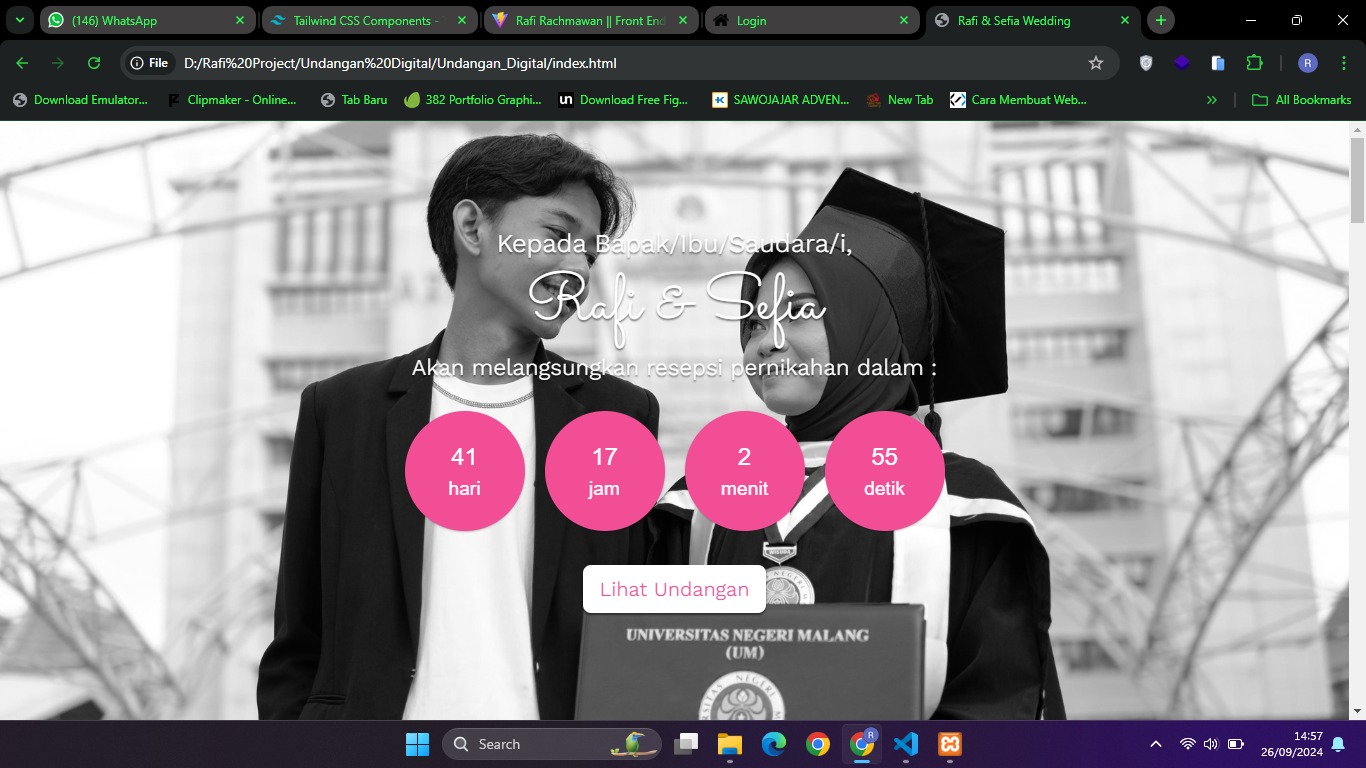 (146) WhatsApp
Tailwind CSS Components -
Rafi Rachmawan || Front End
Login
Rafi & Sefia Wedding
File
D:/Rafi%20Project/Undangan%20Digital/Undangan_Digital/index.html
R
Download Emulator...
Clipmaker - Online...
Tab Baru
382 Portfolio Graphi...
un
Download Free Fig...
SAWOJAJAR ADVEN...
New Tab
Cara Membuat Web...
»
All Bookmarks
Kepada Bapak/Ibu/Saudara/i,
Rafi & Sefia
Akan melangsungkan resepsi pernikahan dalam :
41
hari
17
jam
2
menit
55
detik
WISUDA
Lihat Undangan
UNIVERSITAS NEGERI MALANG
(UM)
Search
R
14:57
26/09/2024